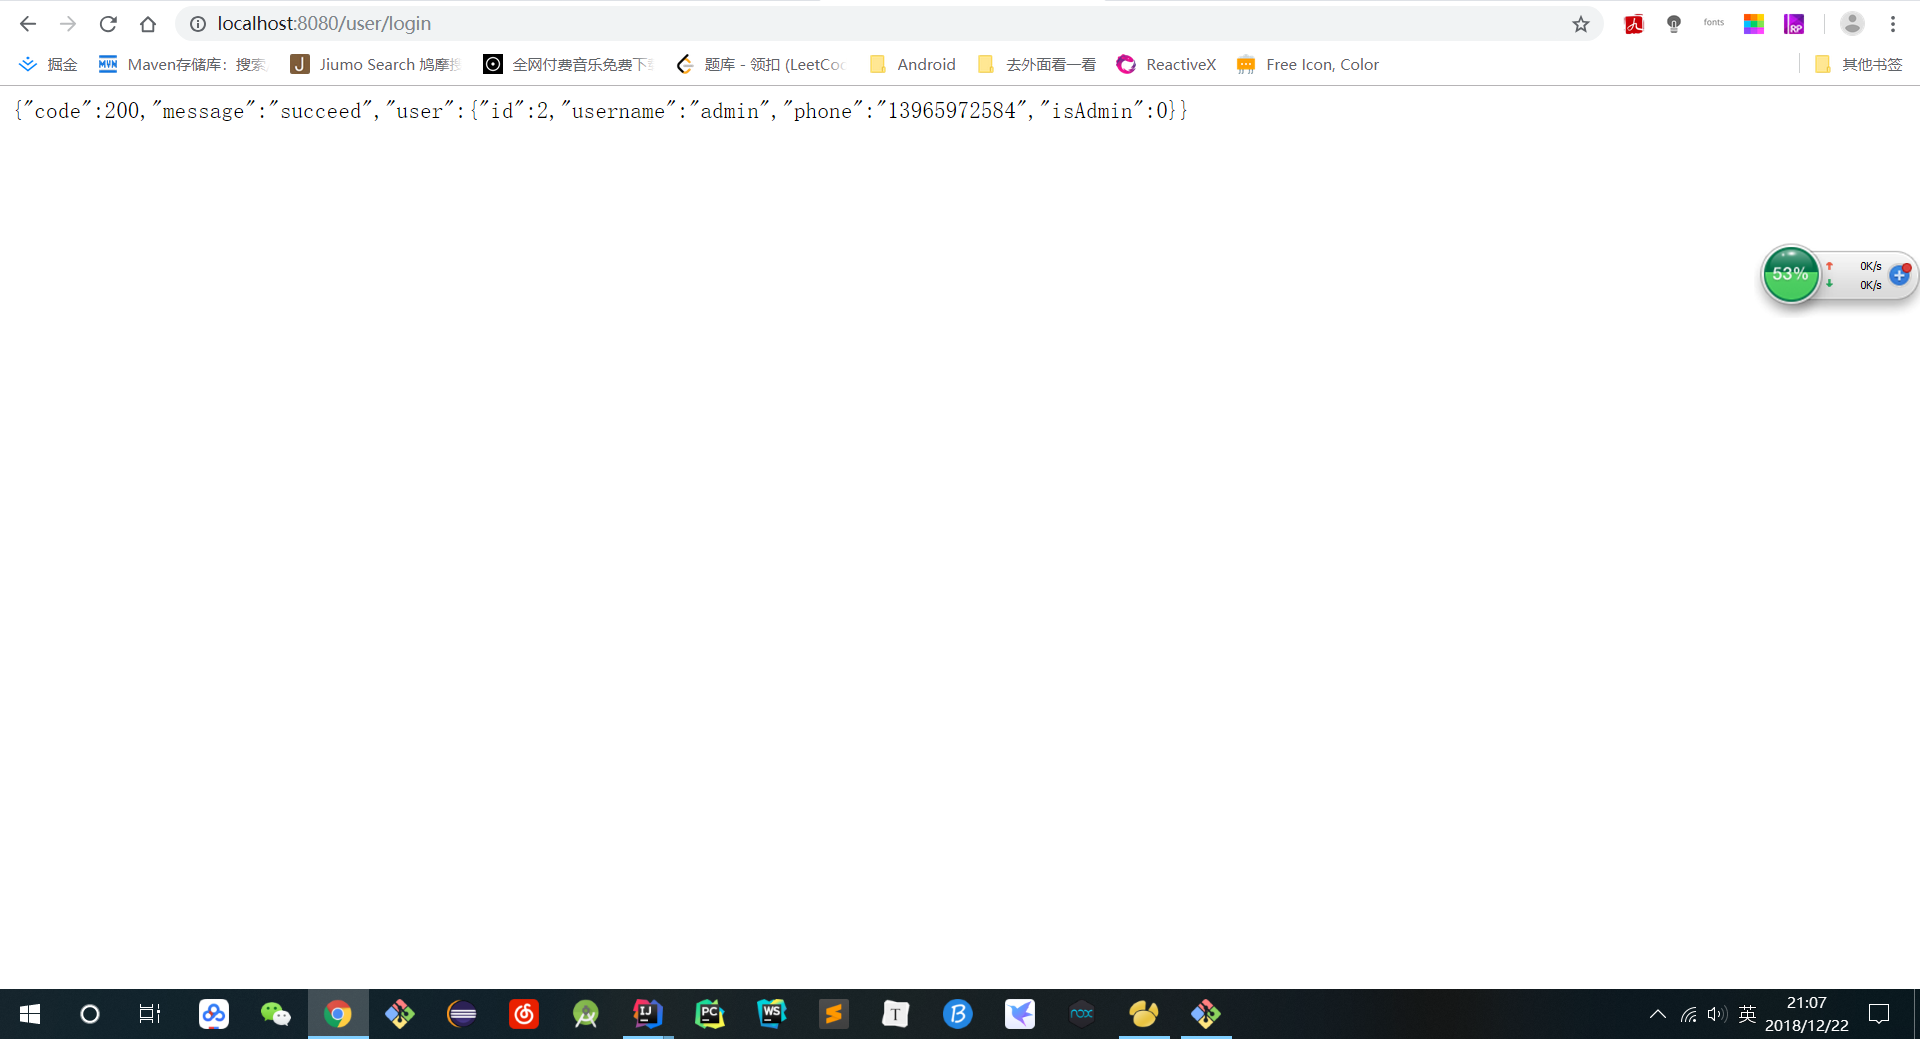 localhost:8080/user/login
fonts
RP
掘金 MVN Maven存储库：搜索 J Jiumo Search 鸠摩搜 全网付费音乐免费下载 题库 - 领扣 (LeetCo Android 去外面看一看 ReactiveX Free Icon, Color 其他书签
{"code":200,"message":"succeed","user":{"id":2,"username":"admin","phone":"13965972584","isAdmin":0}}
53% 0K/s
0K/s
IJ PC WS T B nox 英 21:07
2018/12/22